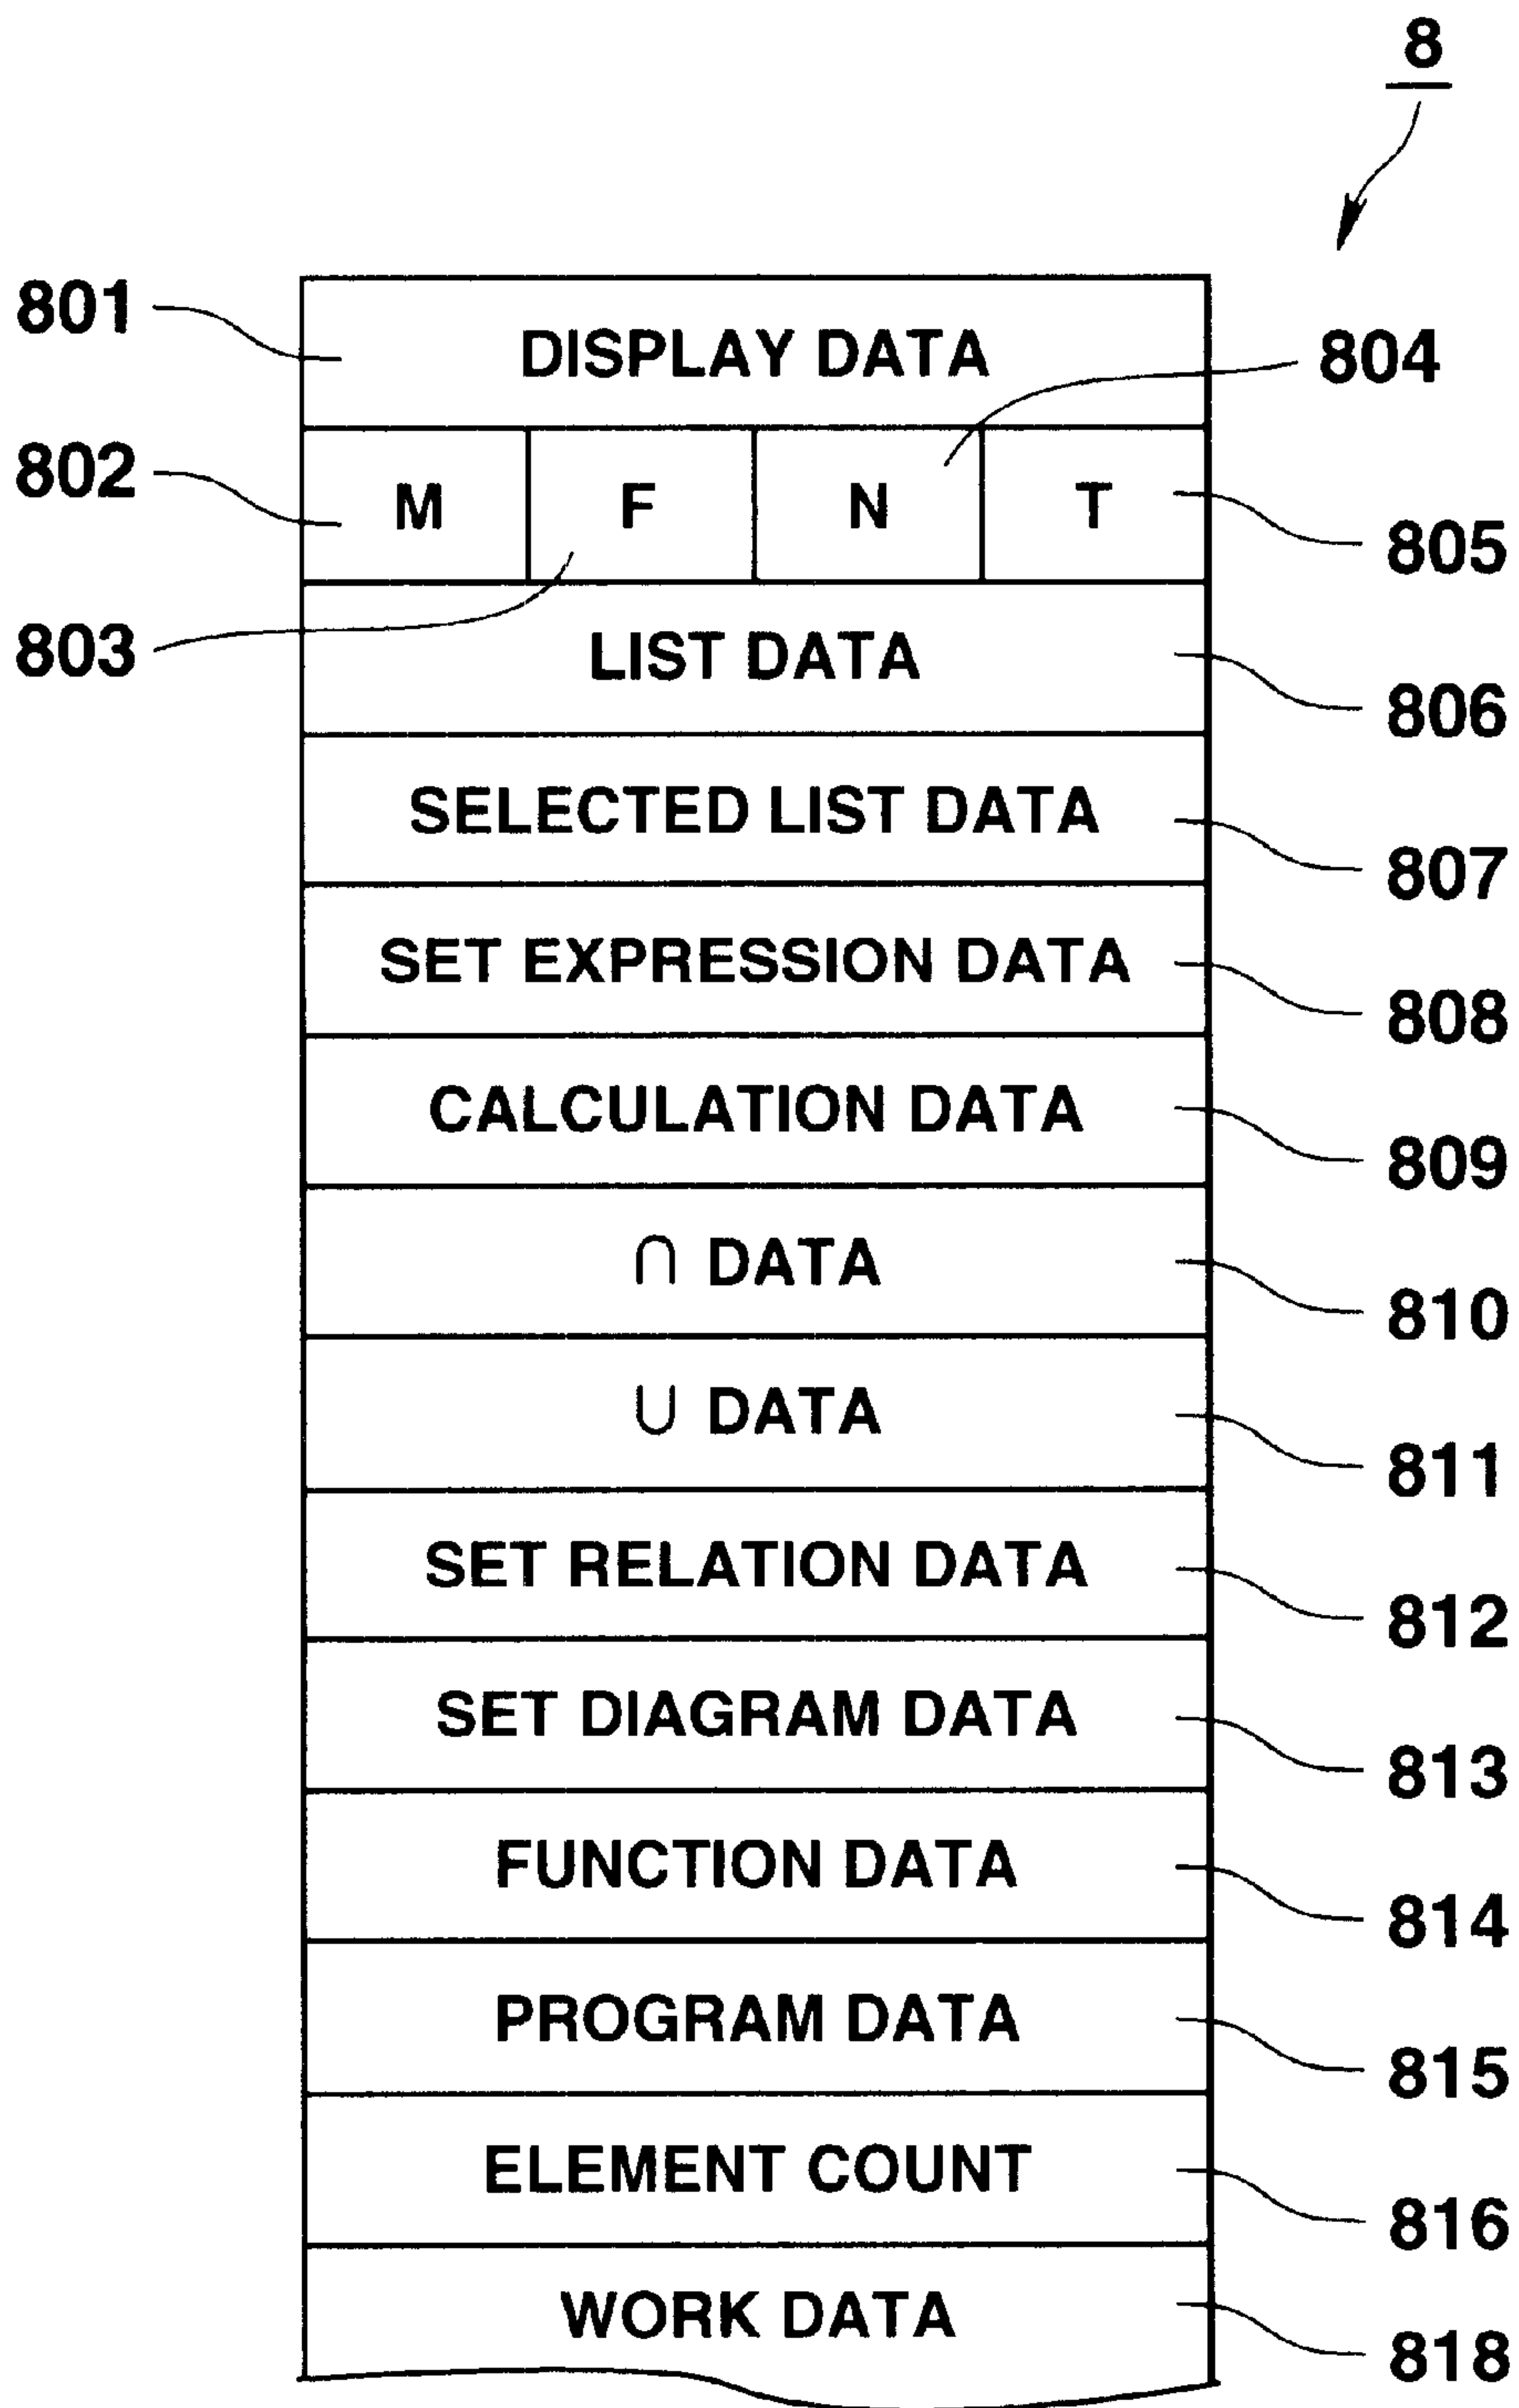 8
801 DISPLAY DATA 804
802 M F N T 805
803 LIST DATA 806
SELECTED LIST DATA 807
SET EXPRESSION DATA 808
CALCULATION DATA 809
∩ DATA 810
∪ DATA 811
SET RELATION DATA 812
SET DIAGRAM DATA 813
FUNCTION DATA 814
PROGRAM DATA 815
ELEMENT COUNT 816
WORK DATA 818